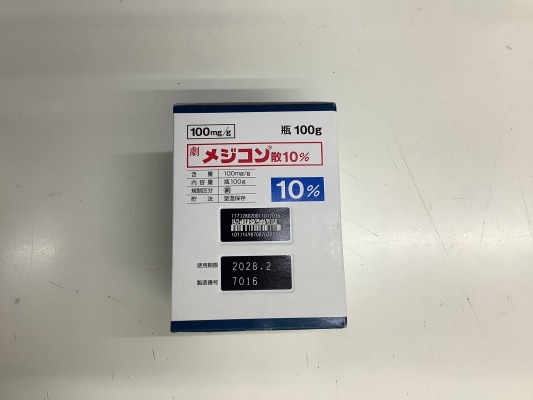 100mg/g 瓶 100g
劇 メジコン®散10%
含量 100mg/g
内容量 瓶100g
規制区分 劇
貯法 室温保存
10%
使用期限 2028.2
製造番号 7016